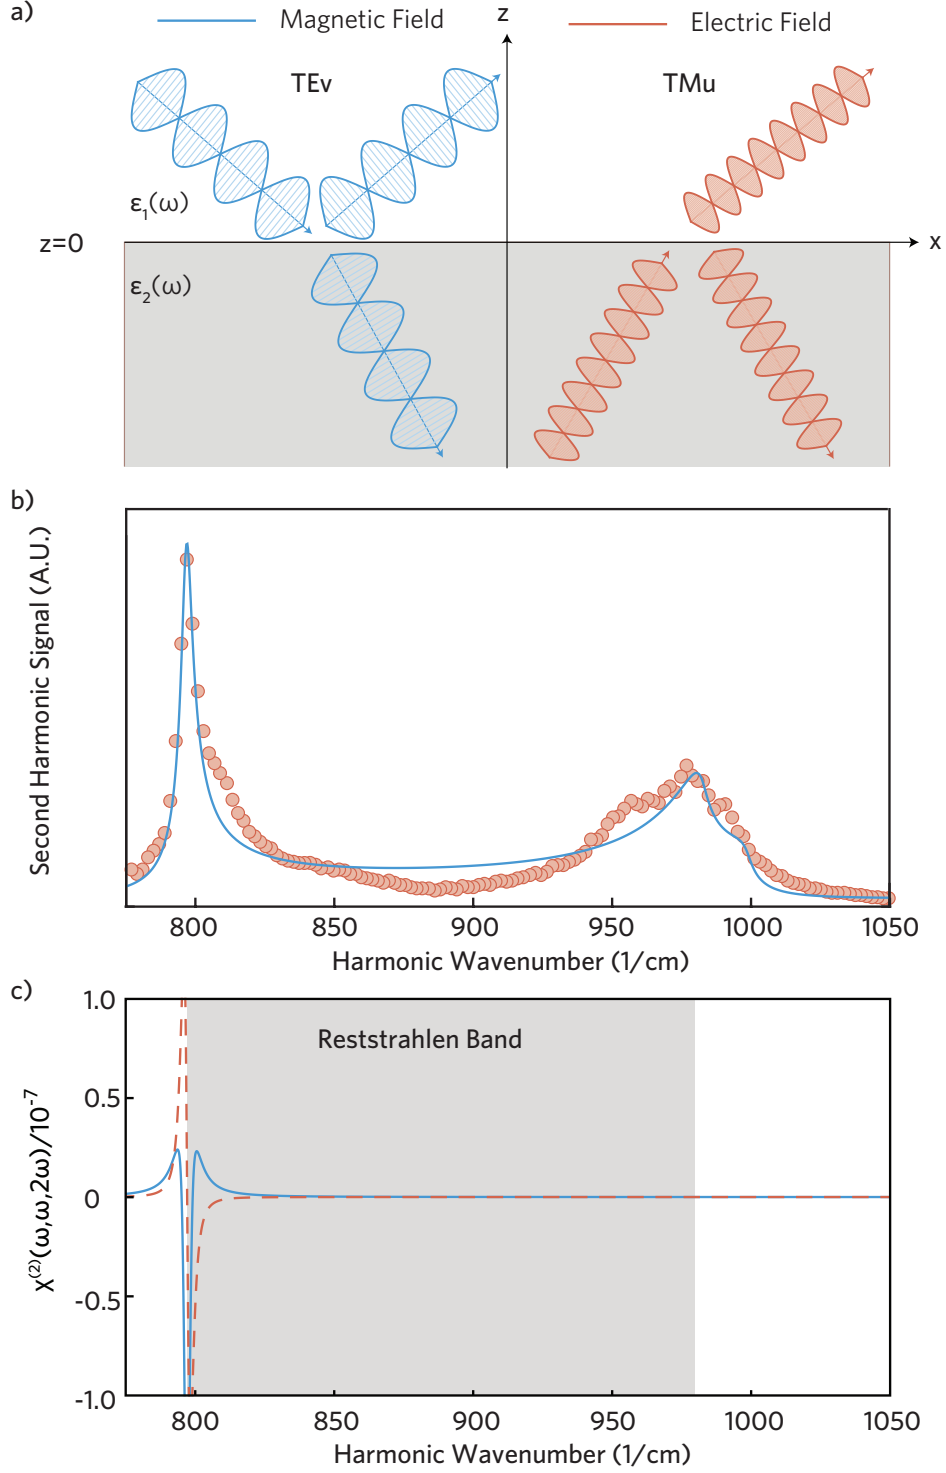 a)
Magnetic Field
z
Electric Field
TEv
TMu
ε₁(ω)
z=0
x
ε₂(ω)
b)
Second Harmonic Signal (A.U.)
800 850 900 950 1000 1050
Harmonic Wavenumber (1/cm)
c)
χ⁽²⁾(ω,ω,2ω)/10⁻⁷
1.0
Reststrahlen Band
0.5
0
-0.5
-1.0
800 850 900 950 1000 1050
Harmonic Wavenumber (1/cm)